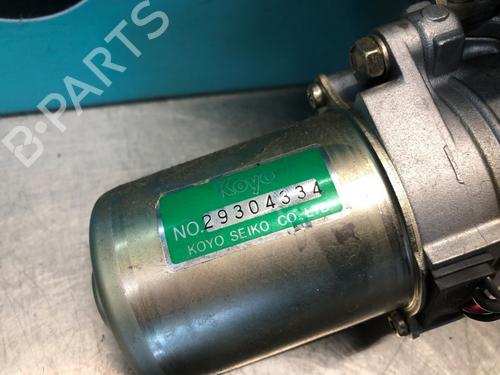 B-PARTS
Koyo
NO.29304334
KOYO SEIKO CO.,LTD.